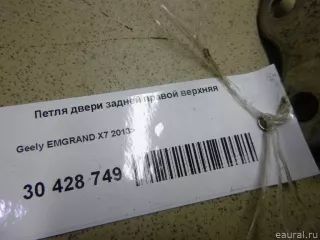 Петля двери задней правой верхняя
Geely EMGRAND X7 2013>
30 428 749
eaural.ru